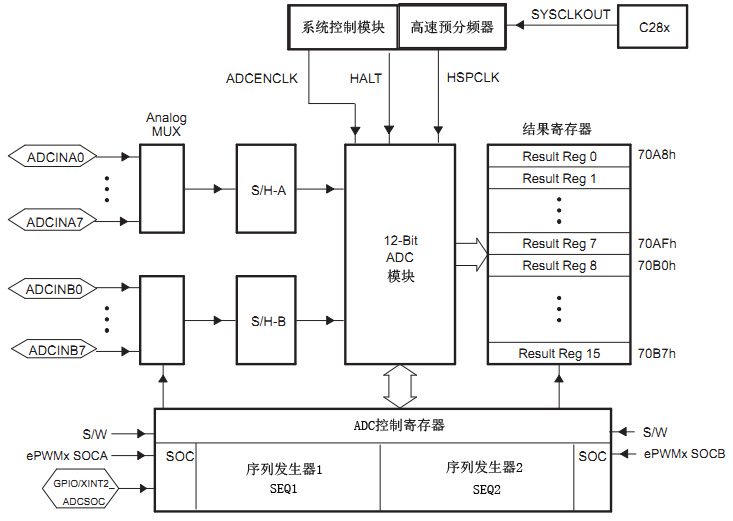 系统控制模块
高速预分频器
SYSCLKOUT
C28x
ADCENCLK
HALT
HSPCLK
Analog
MUX
结果寄存器
ADCINA0
ADCINA7
S/H-A
12-Bit
ADC
模块
Result Reg 0
70A8h
Result Reg 1
Result Reg 7
70AFh
Result Reg 8
70B0h
Result Reg 15
70B7h
ADCINB0
ADCINB7
S/H-B
ADC控制寄存器
S/W
S/W
ePWMx SOCA
SOC
序列发生器1
SEQ1
序列发生器2
SEQ2
SOC
ePWMx SOCB
GPIO/XINT2_
ADCSOC